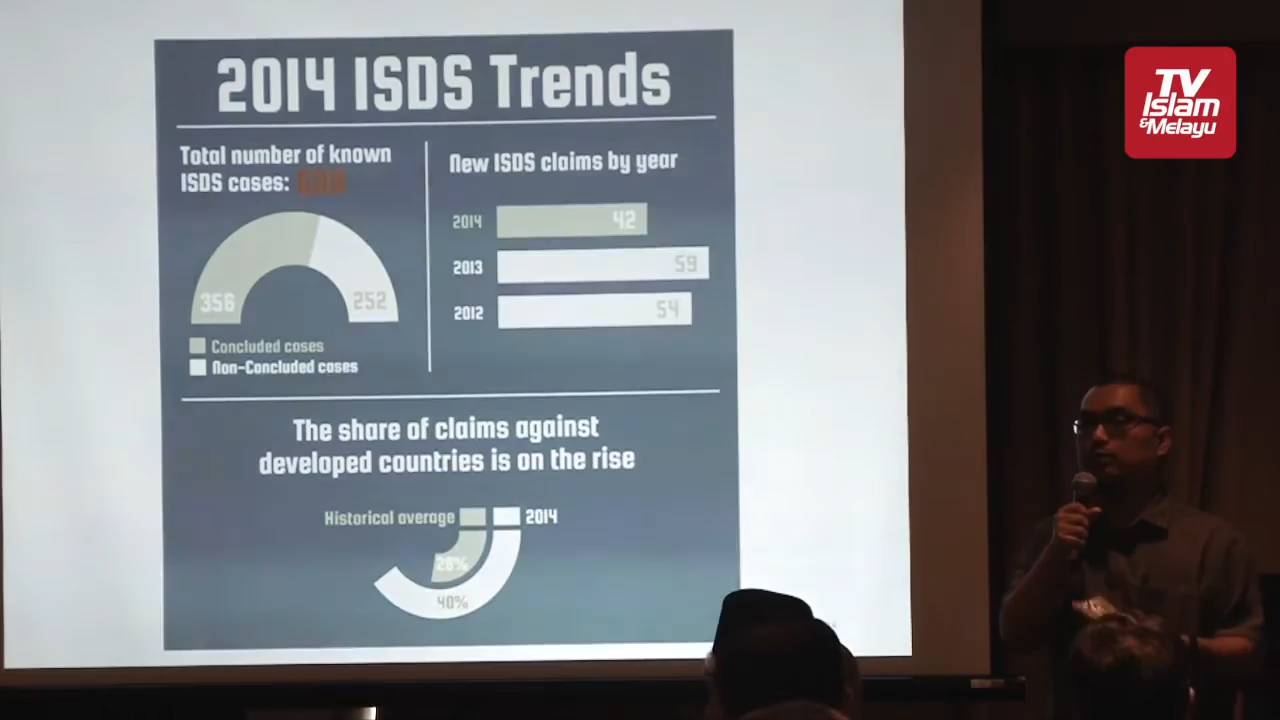 2014 ISDS Trends
Total number of known
ISDS cases: 608
356
252
Concluded cases
Non-Concluded cases
New ISDS claims by year
2014
42
2013
59
2012
54
The share of claims against
developed countries is on the rise
Historical average
2014
28%
40%
TV
Islam
&Melayu